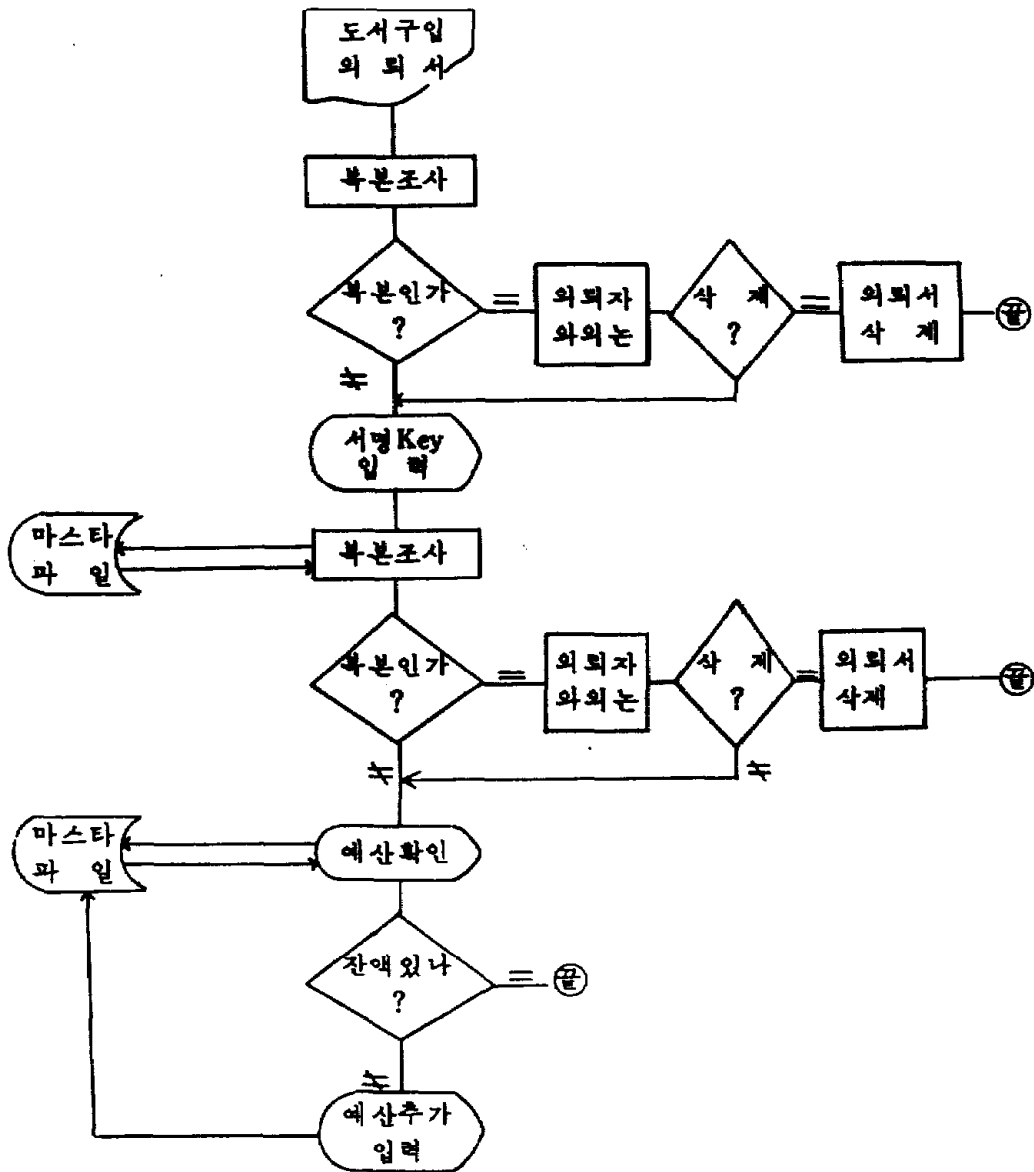 도서구입
의 뢰 서
복본조사
복본인가
?
=
의뢰자
와의논
삭 제
?
=
의뢰서
삭 제
끝
≠
서명Key
입 력
마스타
파 일
복본조사
복본인가
?
=
의뢰자
와의논
삭 제
?
=
의뢰서
삭제
끝
≠
≠
마스타
파 일
예산확인
잔액있나
?
=
끝
≠
예산추가
입력